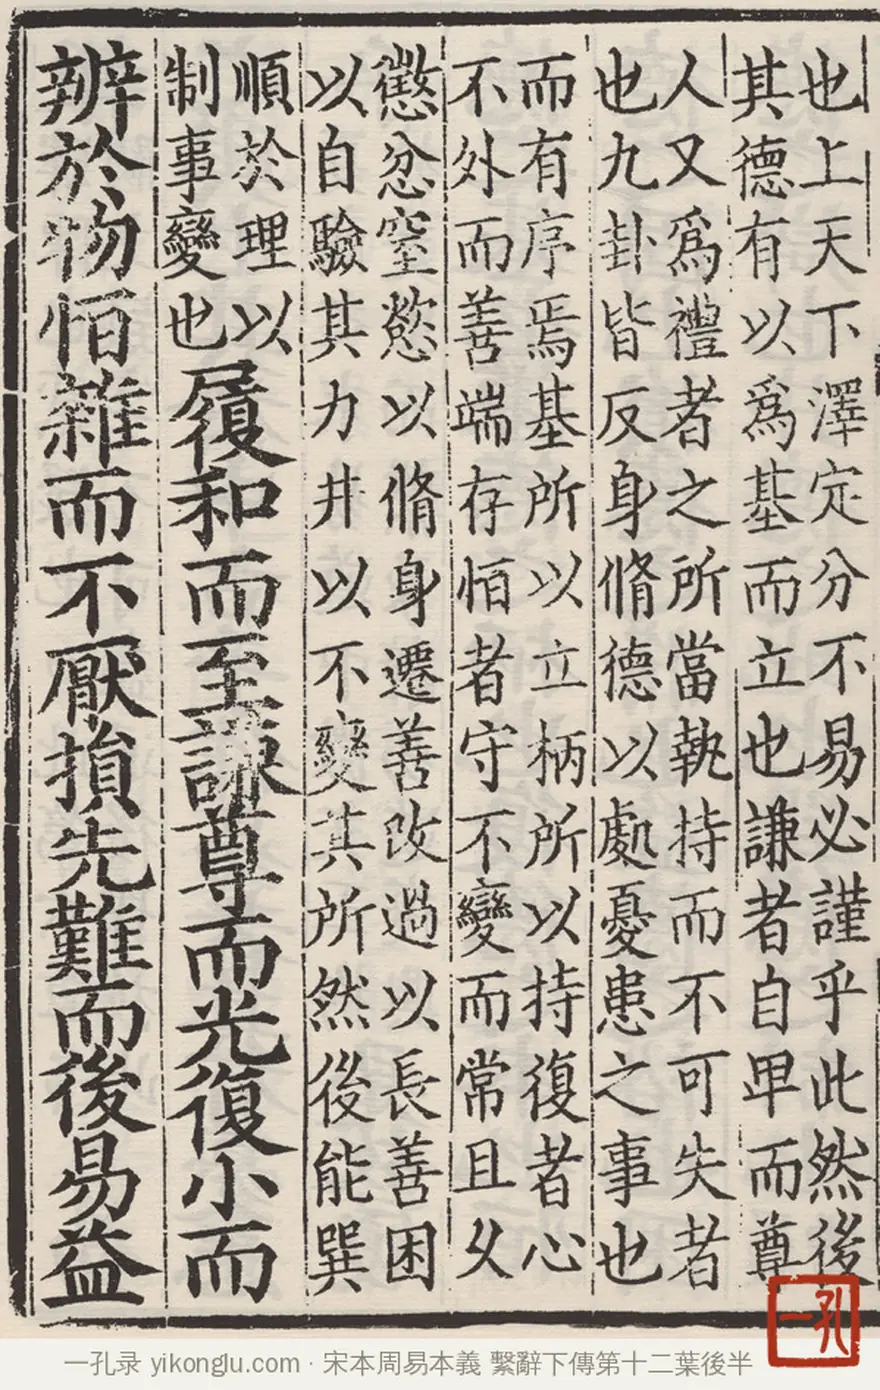 也上天下澤定分不易必謹乎此然後
其德有以爲基而立也謙者自卑而尊
人又爲禮者之所當執持而不可失者
也九卦皆反身脩德以處憂患之事也
而有序焉基所以立柄所以持復者心
不外而善端存恒者守不變而常且久
懲忿窒慾以脩身遷善改過以長善困
以自驗其力井以不變其所然後能巽
順於理以
制事變也
履和而至謙尊而光復小而
辨於物恒雜而不厭損先難而後易益
一孔
一孔录 yikonglu.com · 宋本周易本義 繫辭下傳第十二葉後半